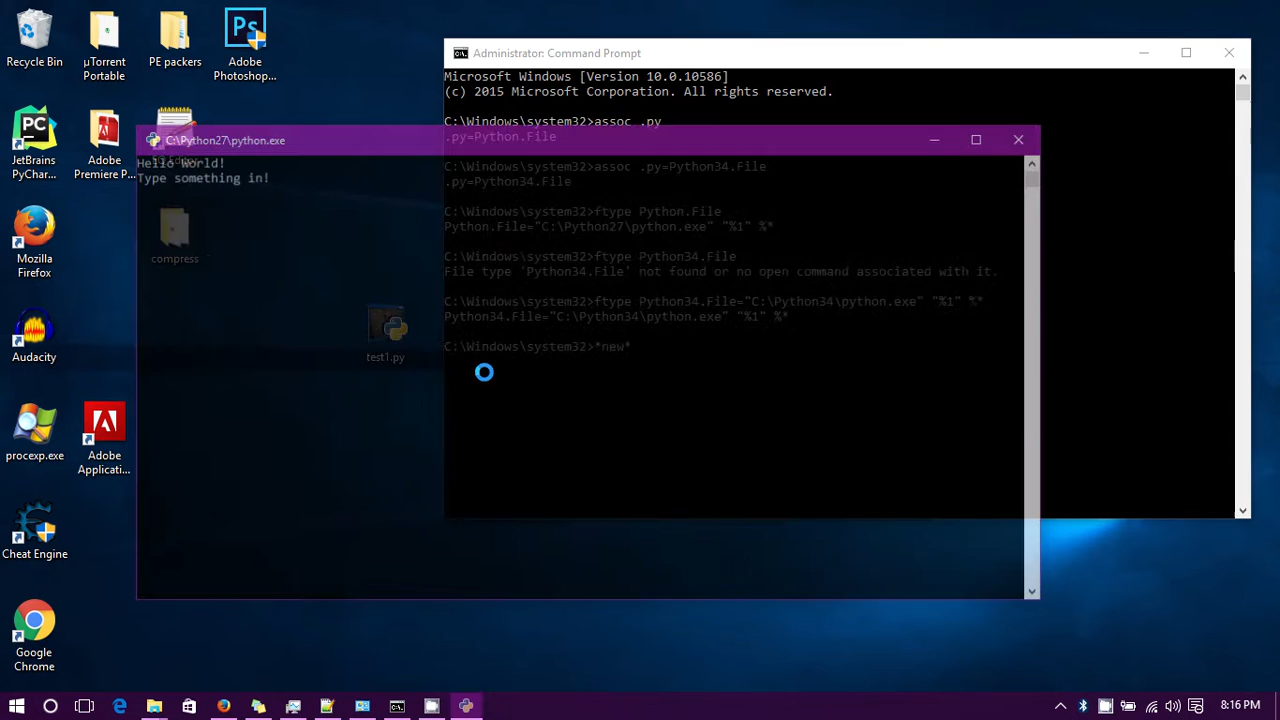 Recycle Bin
µTorrent
Portable
PE packers
Adobe
Photoshop...
JetBrains
PyChar...
Adobe
Premiere P...
Mozilla
Firefox
compress
Audacity
test1.py
procexp.exe
Adobe
Applicati...
Cheat Engine
Google
Chrome
Administrator: Command Prompt
Microsoft Windows [Version 10.0.10586]
(c) 2015 Microsoft Corporation. All rights reserved.
C:\Windows\system32>assoc .py
.py=Python.File
C:\Windows\system32>assoc .py=Python34.File
.py=Python34.File
C:\Windows\system32>ftype Python.File
Python.File="C:\Python27\python.exe" "%1" %*
C:\Windows\system32>ftype Python34.File
File type 'Python34.File' not found or no open command associated with it.
C:\Windows\system32>ftype Python34.File="C:\Python34\python.exe" "%1" %*
Python34.File="C:\Python34\python.exe" "%1" %*
C:\Windows\system32>*new*
C:\Python27\python.exe
Hello World!
Type something in!
8:16 PM